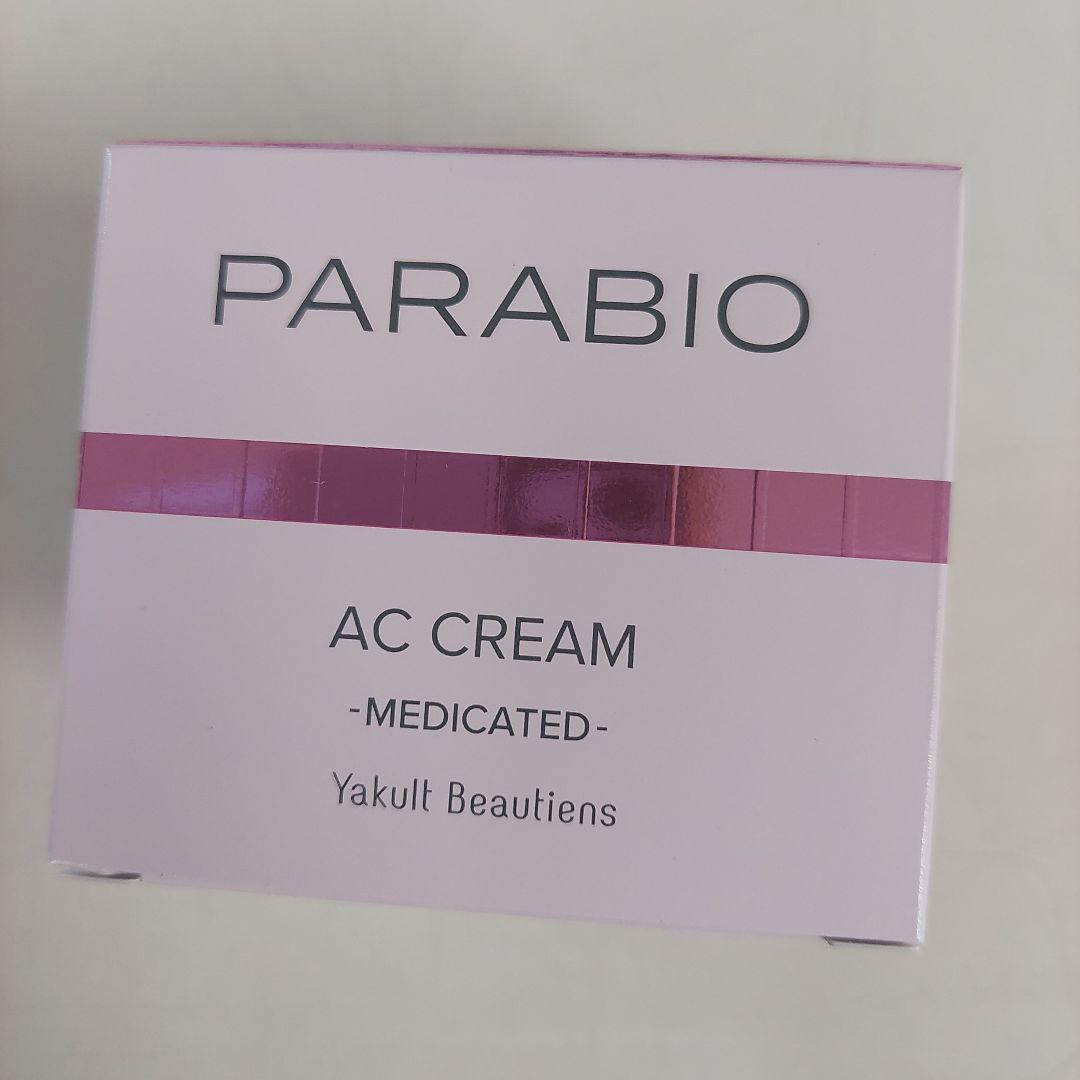 PARABIO
AC CREAM
-MEDICATED-
Yakult Beautiens